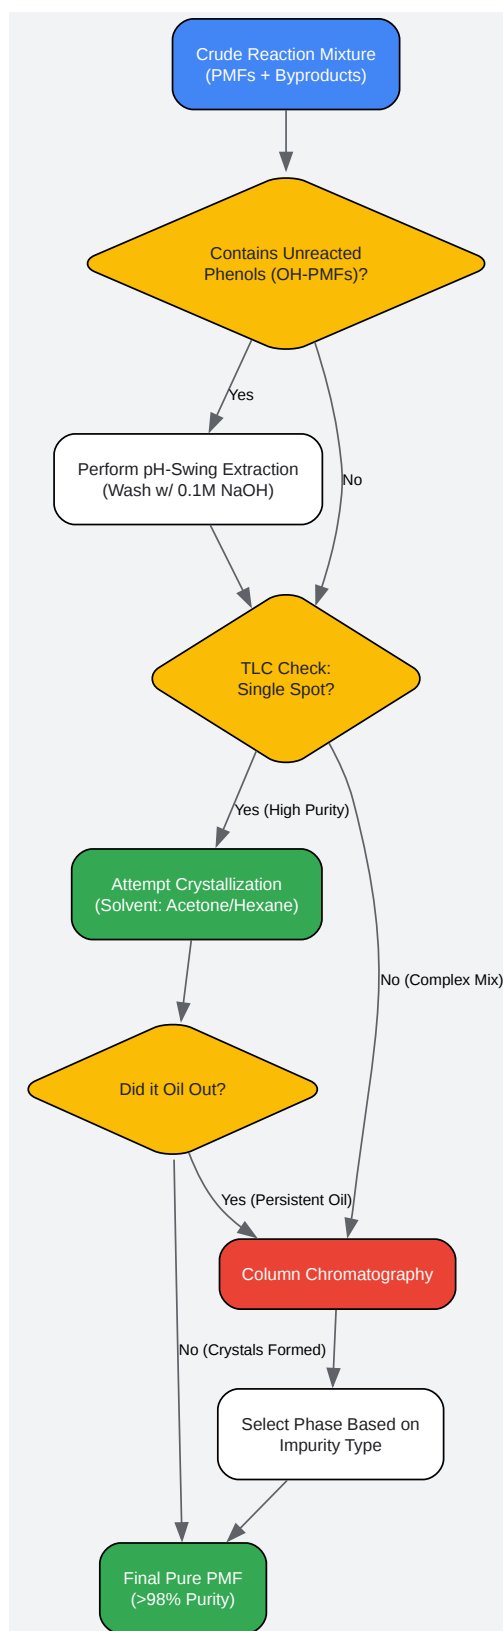 Crude Reaction Mixture
(PMFs + Byproducts)
Contains Unreacted
Phenols (OH-PMFs)?
Yes
Perform pH-Swing Extraction
(Wash w/ 0.1M NaOH)
No
TLC Check:
Single Spot?
Yes (High Purity)
Attempt Crystallization
(Solvent: Acetone/Hexane)
No (Complex Mix)
Did it Oil Out?
Yes (Persistent Oil)
Column Chromatography
No (Crystals Formed)
Select Phase Based on
Impurity Type
Final Pure PMF
(>98% Purity)